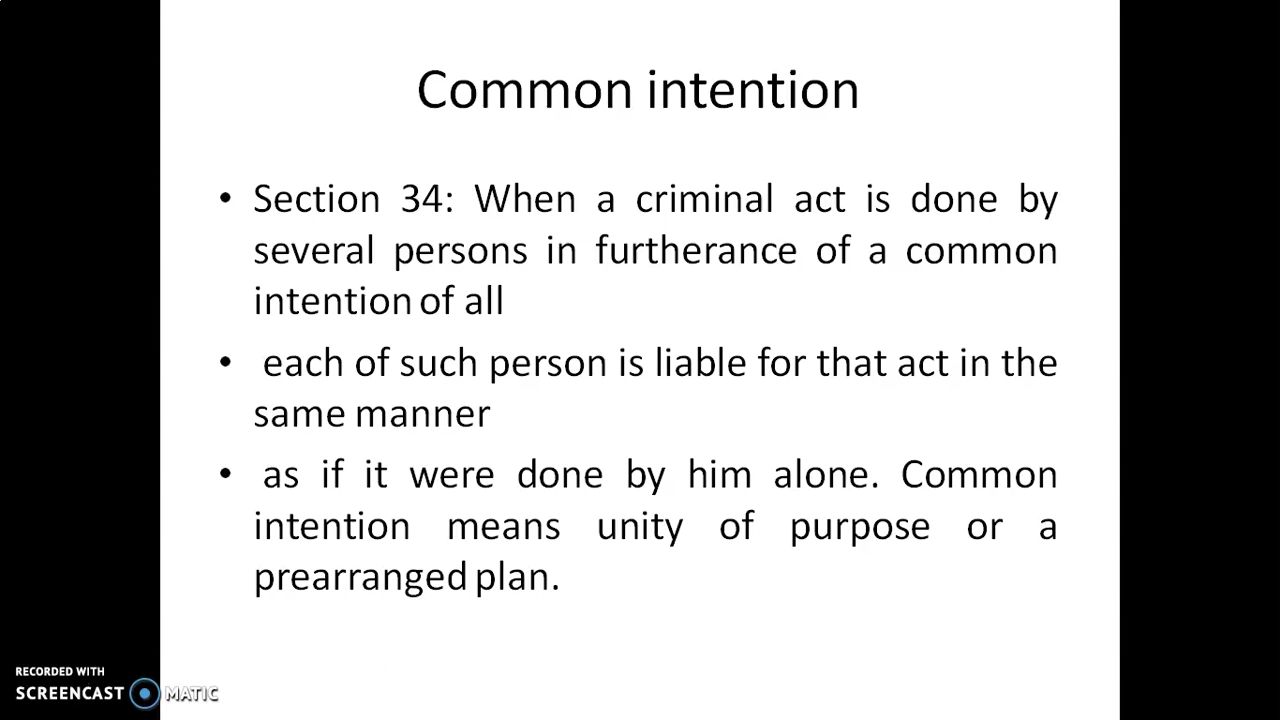 Common intention
• Section 34: When a criminal act is done by
several persons in furtherance of a common
intention of all
• each of such person is liable for that act in the
same manner
• as if it were done by him alone. Common
intention means unity of purpose or a
prearranged plan.
RECORDED WITH
SCREENCAST MATIC